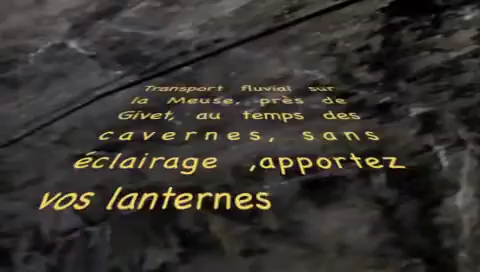 Transport fluvial sur
la Meuse, près de
Givet, au temps des
cavernes, sans
éclairage ,apportez
vos lanternes